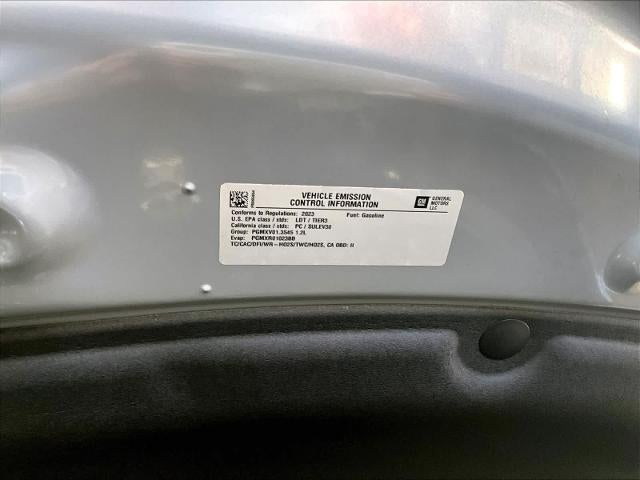 VEHICLE EMISSION
CONTROL INFORMATION
GM
GENERAL
MOTORS
LLC
Conforms to Regulations: 2023 Fuel: Gasoline
U.S. EPA class / stds: LDT / TIER3
California class / stds: PC / SULEV30
Group: PGMXV01.3545 1.2L
Evap: PGMXR0102300
TC/CAC/DFI/WR-HO2S/TWC/HO2S, CA OBD: II